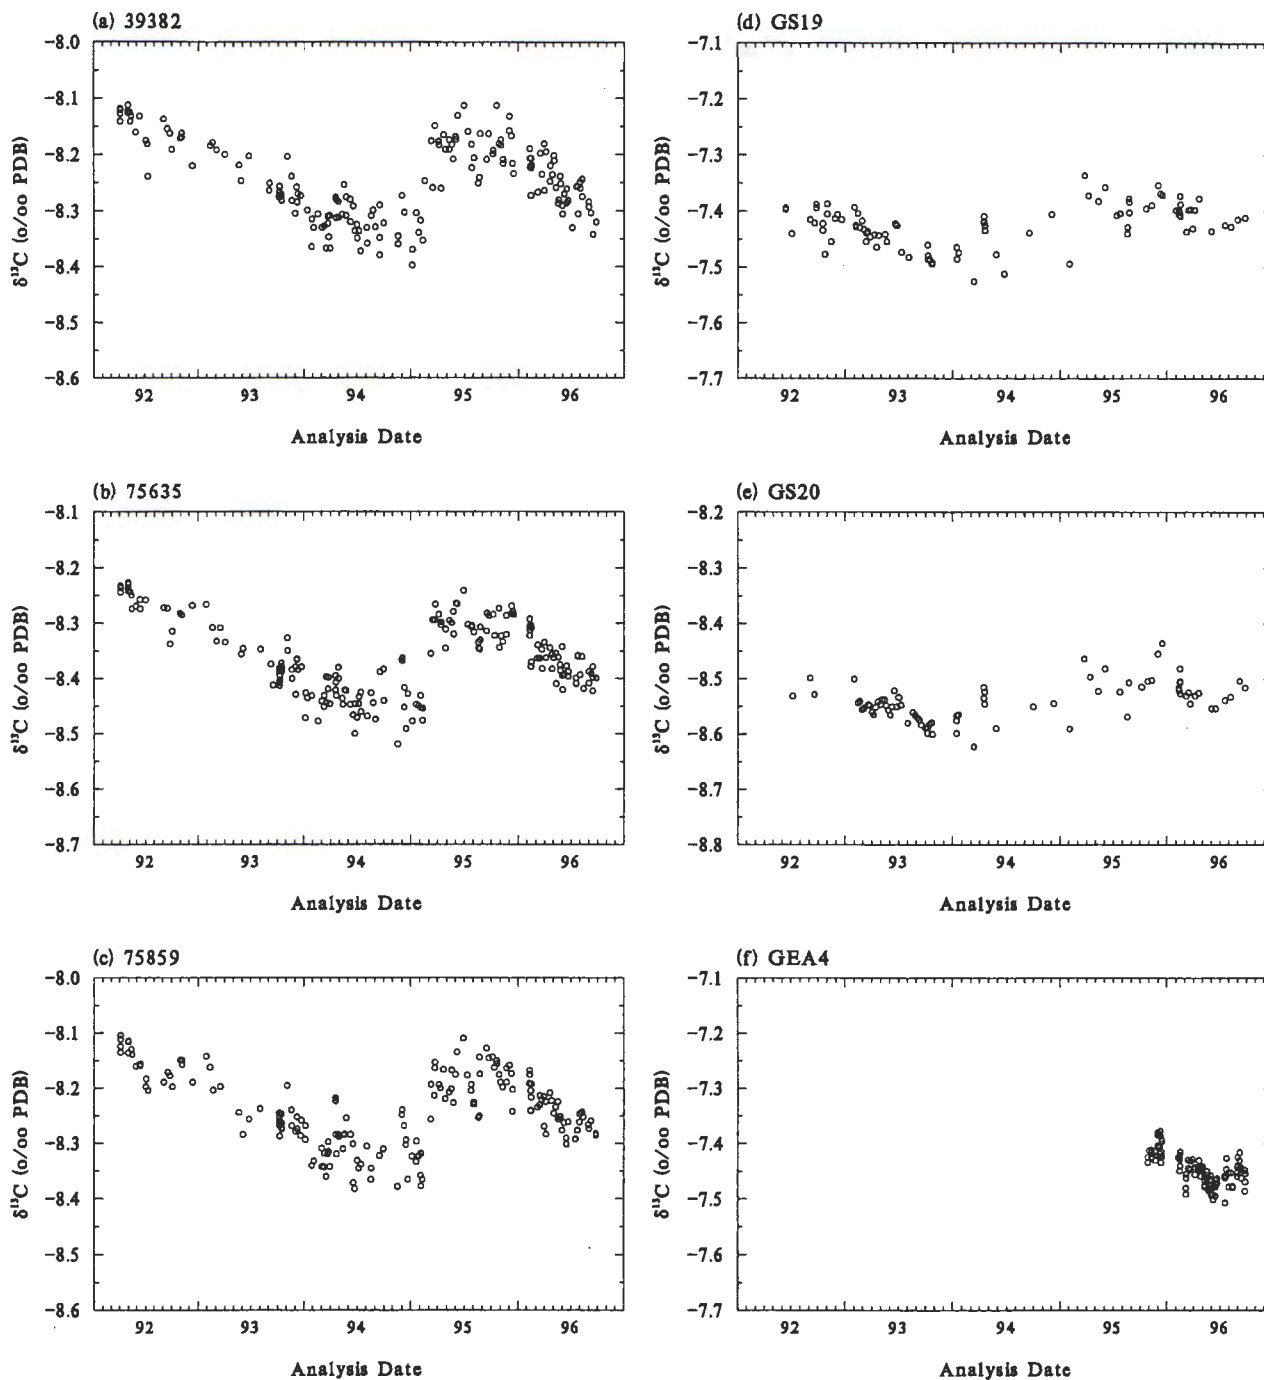 (a) 39382
−8.0
−8.1
−8.2
−8.3
−8.4
−8.5
−8.6
δ¹³C (o/oo PDB)
92 93 94 95 96
Analysis Date
(d) GS19
−7.1
−7.2
−7.3
−7.4
−7.5
−7.6
−7.7
δ¹³C (o/oo PDB)
92 93 94 95 96
Analysis Date
(b) 75635
−8.1
−8.2
−8.3
−8.4
−8.5
−8.6
−8.7
δ¹³C (o/oo PDB)
92 93 94 95 96
Analysis Date
(e) GS20
−8.2
−8.3
−8.4
−8.5
−8.6
−8.7
−8.8
δ¹³C (o/oo PDB)
92 93 94 95 96
Analysis Date
(c) 75859
−8.0
−8.1
−8.2
−8.3
−8.4
−8.5
−8.6
δ¹³C (o/oo PDB)
92 93 94 95 96
Analysis Date
(f) GEA4
−7.1
−7.2
−7.3
−7.4
−7.5
−7.6
−7.7
δ¹³C (o/oo PDB)
92 93 94 95 96
Analysis Date